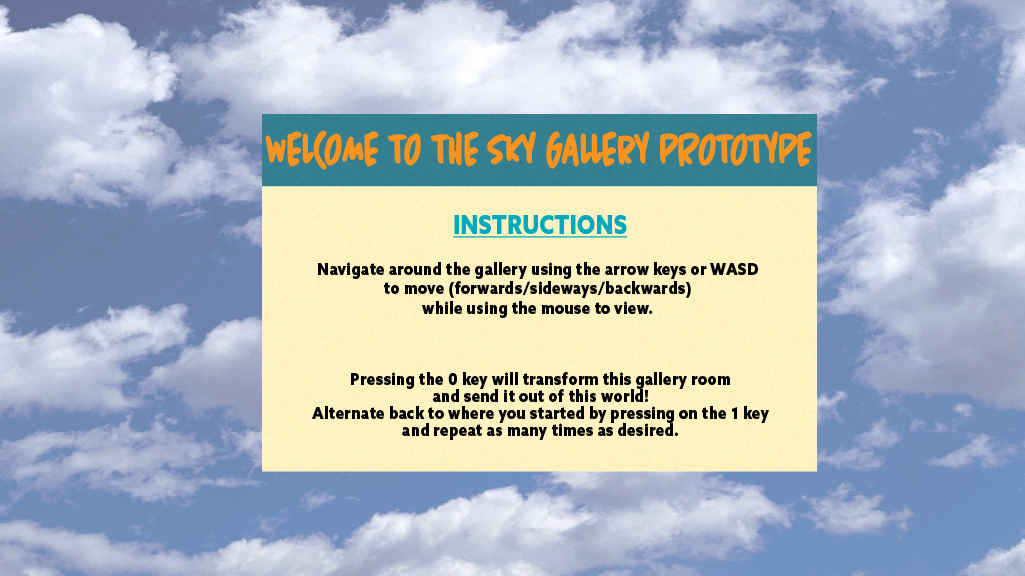 WELCOME TO THE SKY GALLERY PROTOTYPE
INSTRUCTIONS
Navigate around the gallery using the arrow keys or WASD
to move (forwards/sideways/backwards)
while using the mouse to view.
Pressing the 0 key will transform this gallery room
and send it out of this world!
Alternate back to where you started by pressing on the 1 key
and repeat as many times as desired.